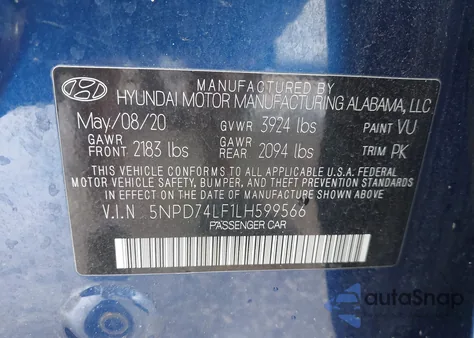 MANUFACTURED BY
HYUNDAI MOTOR MANUFACTURING ALABAMA, LLC
May/08/20 GVWR 3924 lbs PAINT VU
GAWR FRONT 2183 lbs GAWR REAR 2094 lbs TRIM PK
THIS VEHICLE CONFORMS TO ALL APPLICABLE U.S.A. FEDERAL
MOTOR VEHICLE SAFETY, BUMPER, AND THEFT PREVENTION STANDARDS
IN EFFECT ON THE DATE OF MANUFACTURE SHOWN ABOVE.
V.I.N 5NPD74LF1LH599566
PASSENGER CAR
autoSnap